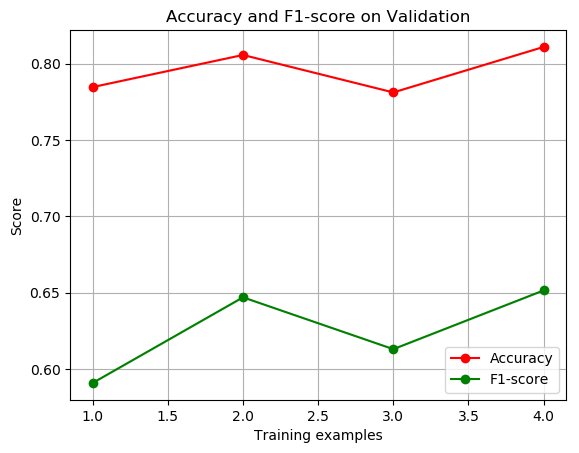 Accuracy and F1-score on Validation
Score
0.80
0.75
0.70
0.65
0.60
Accuracy
F1-score
1.0 1.5 2.0 2.5 3.0 3.5 4.0
Training examples